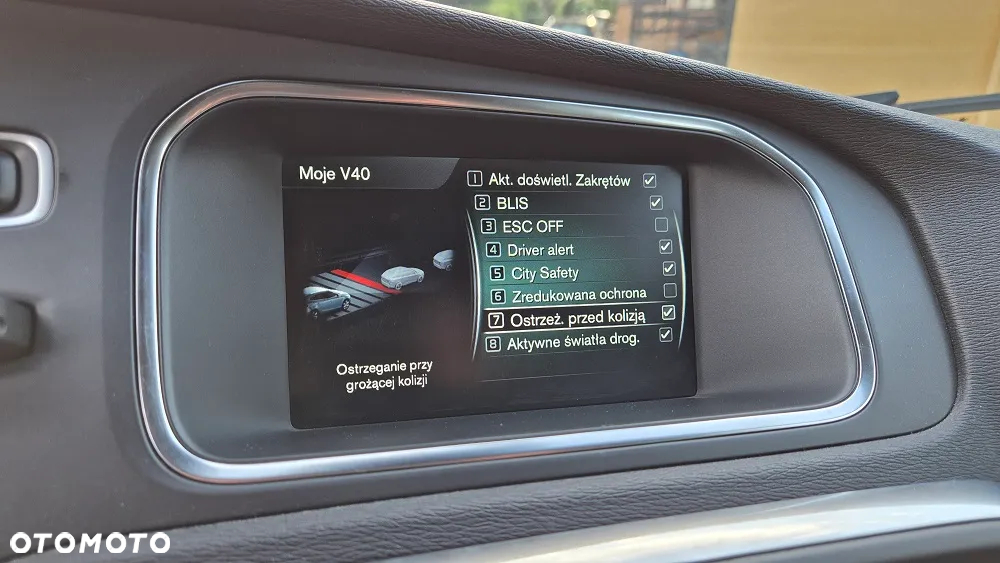 Moje V40
1 Akt. doświetl. Zakrętów
2 BLIS
3 ESC OFF
4 Driver alert
5 City Safety
6 Zredukowana ochrona
7 Ostrzeż. przed kolizją
8 Aktywne światła drog.
Ostrzeganie przy
grożącej kolizji
OTOMOTO